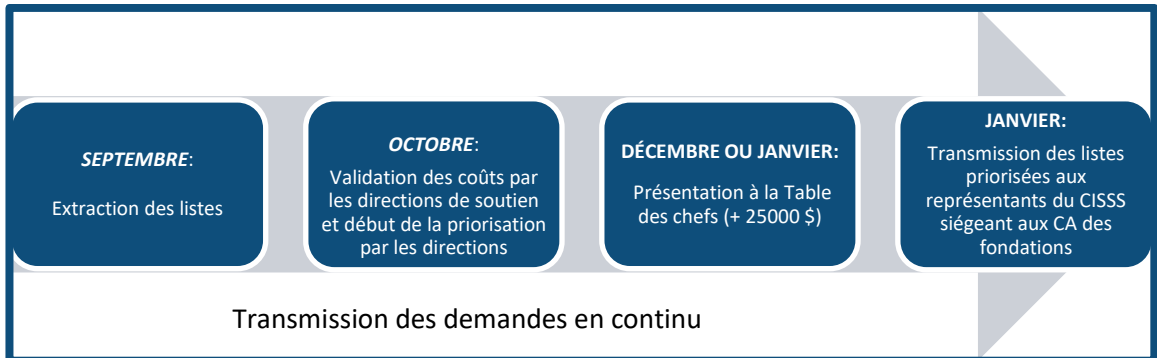 SEPTEMBRE:
Extraction des listes
OCTOBRE:
Validation des coûts par
les directions de soutien
et début de la priorisation
par les directions
DÉCEMBRE OU JANVIER:
Présentation à la Table
des chefs (+ 25000 $)
JANVIER:
Transmission des listes
priorisées aux
représentants du CISSS
siégeant aux CA des
fondations
Transmission des demandes en continu